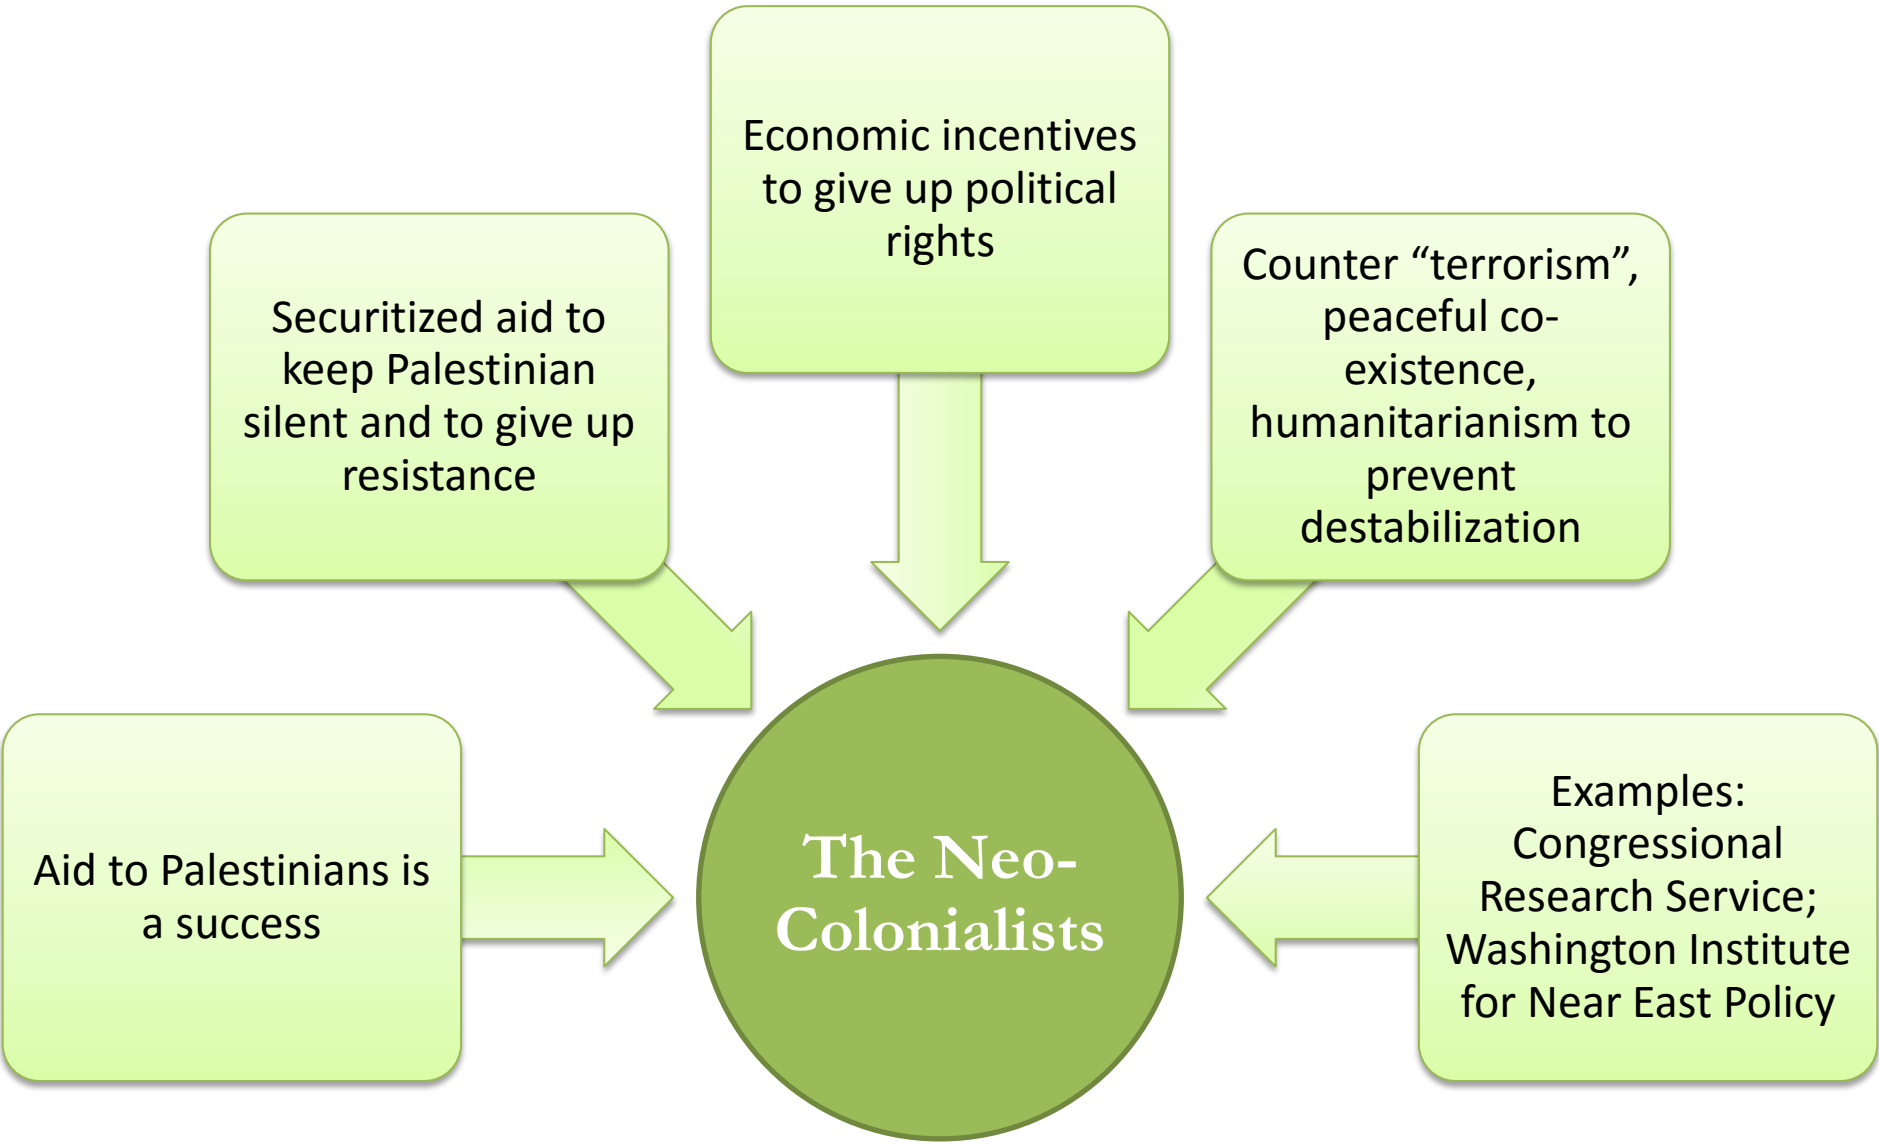 Aid to Palestinians is
a success
Securitized aid to
keep Palestinian
silent and to give up
resistance
Economic incentives
to give up political
rights
Counter “terrorism”,
peaceful co-
existence,
humanitarianism to
prevent
destabilization
Examples:
Congressional
Research Service;
Washington Institute
for Near East Policy
The Neo-
Colonialists